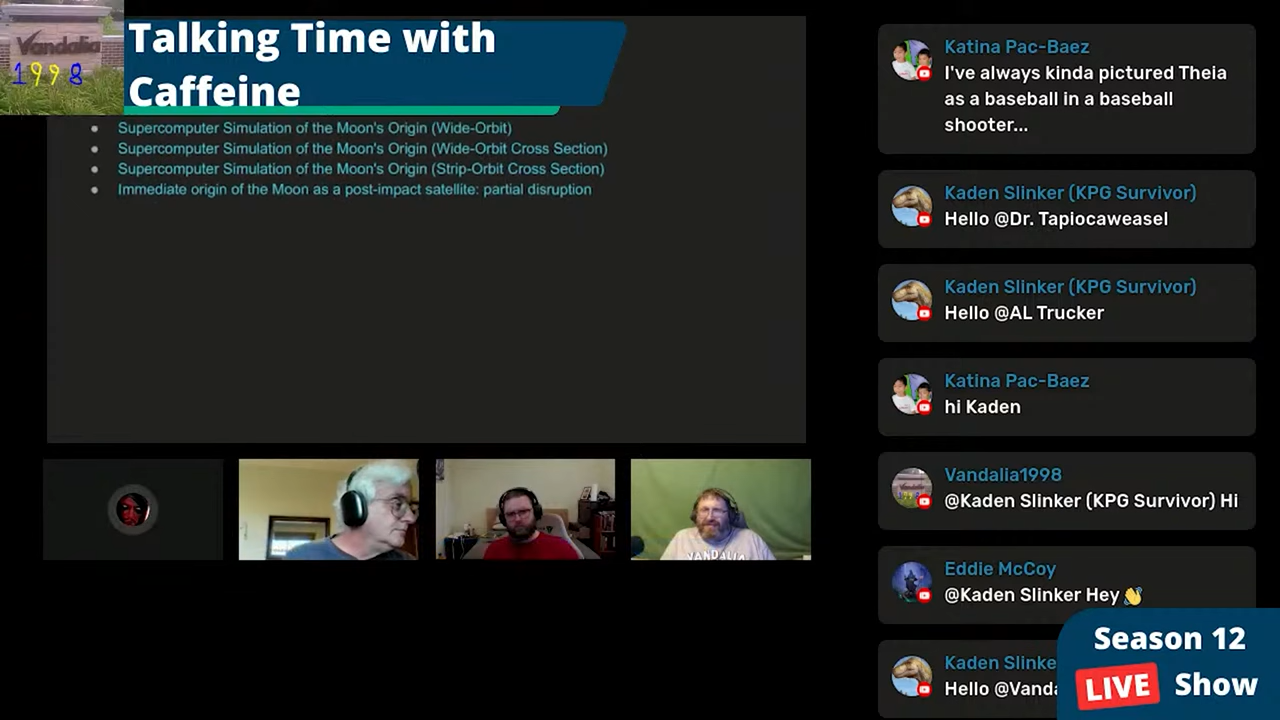 Vandalia
1998
Talking Time with
Caffeine
Supercomputer Simulation of the Moon's Origin (Wide-Orbit)
Supercomputer Simulation of the Moon's Origin (Wide-Orbit Cross Section)
Supercomputer Simulation of the Moon's Origin (Strip-Orbit Cross Section)
Immediate origin of the Moon as a post-impact satellite: partial disruption
VANDALIA
Katina Pac-Baez
I've always kinda pictured Theia
as a baseball in a baseball
shooter...
Kaden Slinker (KPG Survivor)
Hello @Dr. Tapiocaweasel
Kaden Slinker (KPG Survivor)
Hello @AL Trucker
Katina Pac-Baez
hi Kaden
Vandalia1998
@Kaden Slinker (KPG Survivor) Hi
Eddie McCoy
@Kaden Slinker Hey 👋
Kaden Slinke
Hello @Vanda
Season 12
LIVE Show